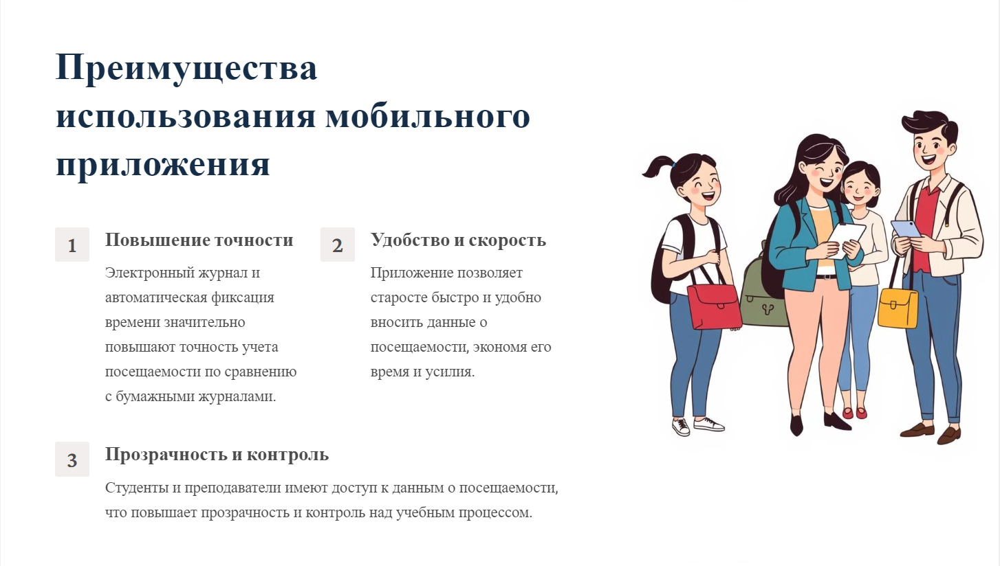 Преимущества
использования мобильного
приложения
1
Повышение точности
Электронный журнал и
автоматическая фиксация
времени значительно
повышают точность учета
посещаемости по сравнению
с бумажными журналами.
2
Удобство и скорость
Приложение позволяет
старосте быстро и удобно
вносить данные о
посещаемости, экономя его
время и усилия.
3
Прозрачность и контроль
Студенты и преподаватели имеют доступ к данным о посещаемости,
что повышает прозрачность и контроль над учебным процессом.